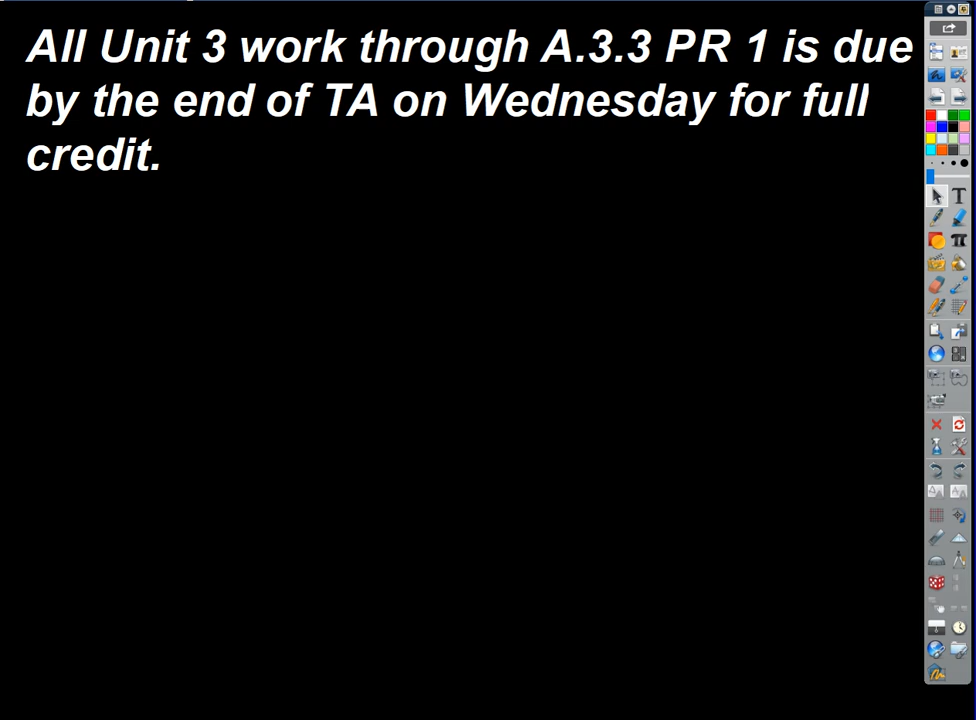 All Unit 3 work through A.3.3 PR 1 is due
by the end of TA on Wednesday for full
credit.